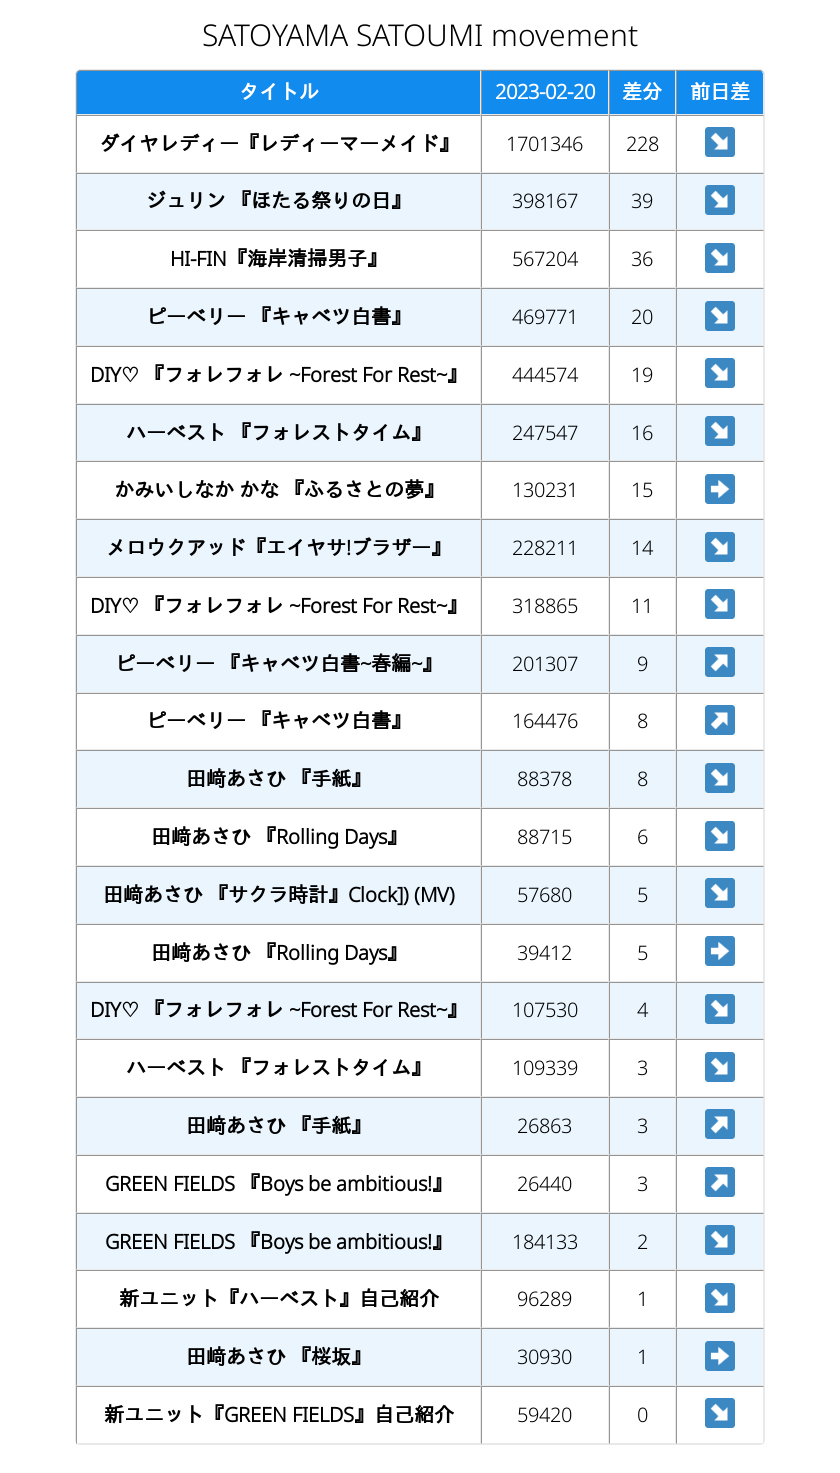 SATOYAMA SATOUMI movement
タイトル 2023-02-20 差分 前日差
ダイヤレディー『レディーマーメイド』 1701346 228 ↘
ジュリン 『ほたる祭りの日』 398167 39 ↘
HI-FIN『海岸清掃男子』 567204 36 ↘
ピーベリー 『キャベツ白書』 469771 20 ↘
DIY♡ 『フォレフォレ ~Forest For Rest~』 444574 19 ↘
ハーベスト 『フォレストタイム』 247547 16 ↘
かみいしなか かな 『ふるさとの夢』 130231 15 ➡
メロウクアッド『エイヤサ!ブラザー』 228211 14 ↘
DIY♡ 『フォレフォレ ~Forest For Rest~』 318865 11 ↘
ピーベリー 『キャベツ白書~春編~』 201307 9 ↗
ピーベリー 『キャベツ白書』 164476 8 ↗
田﨑あさひ 『手紙』 88378 8 ↘
田﨑あさひ 『Rolling Days』 88715 6 ↘
田﨑あさひ 『サクラ時計』Clock]) (MV) 57680 5 ↘
田﨑あさひ 『Rolling Days』 39412 5 ➡
DIY♡ 『フォレフォレ ~Forest For Rest~』 107530 4 ↘
ハーベスト 『フォレストタイム』 109339 3 ↘
田﨑あさひ 『手紙』 26863 3 ↗
GREEN FIELDS 『Boys be ambitious!』 26440 3 ↗
GREEN FIELDS 『Boys be ambitious!』 184133 2 ↘
新ユニット『ハーベスト』自己紹介 96289 1 ↘
田﨑あさひ 『桜坂』 30930 1 ➡
新ユニット『GREEN FIELDS』自己紹介 59420 0 ↘